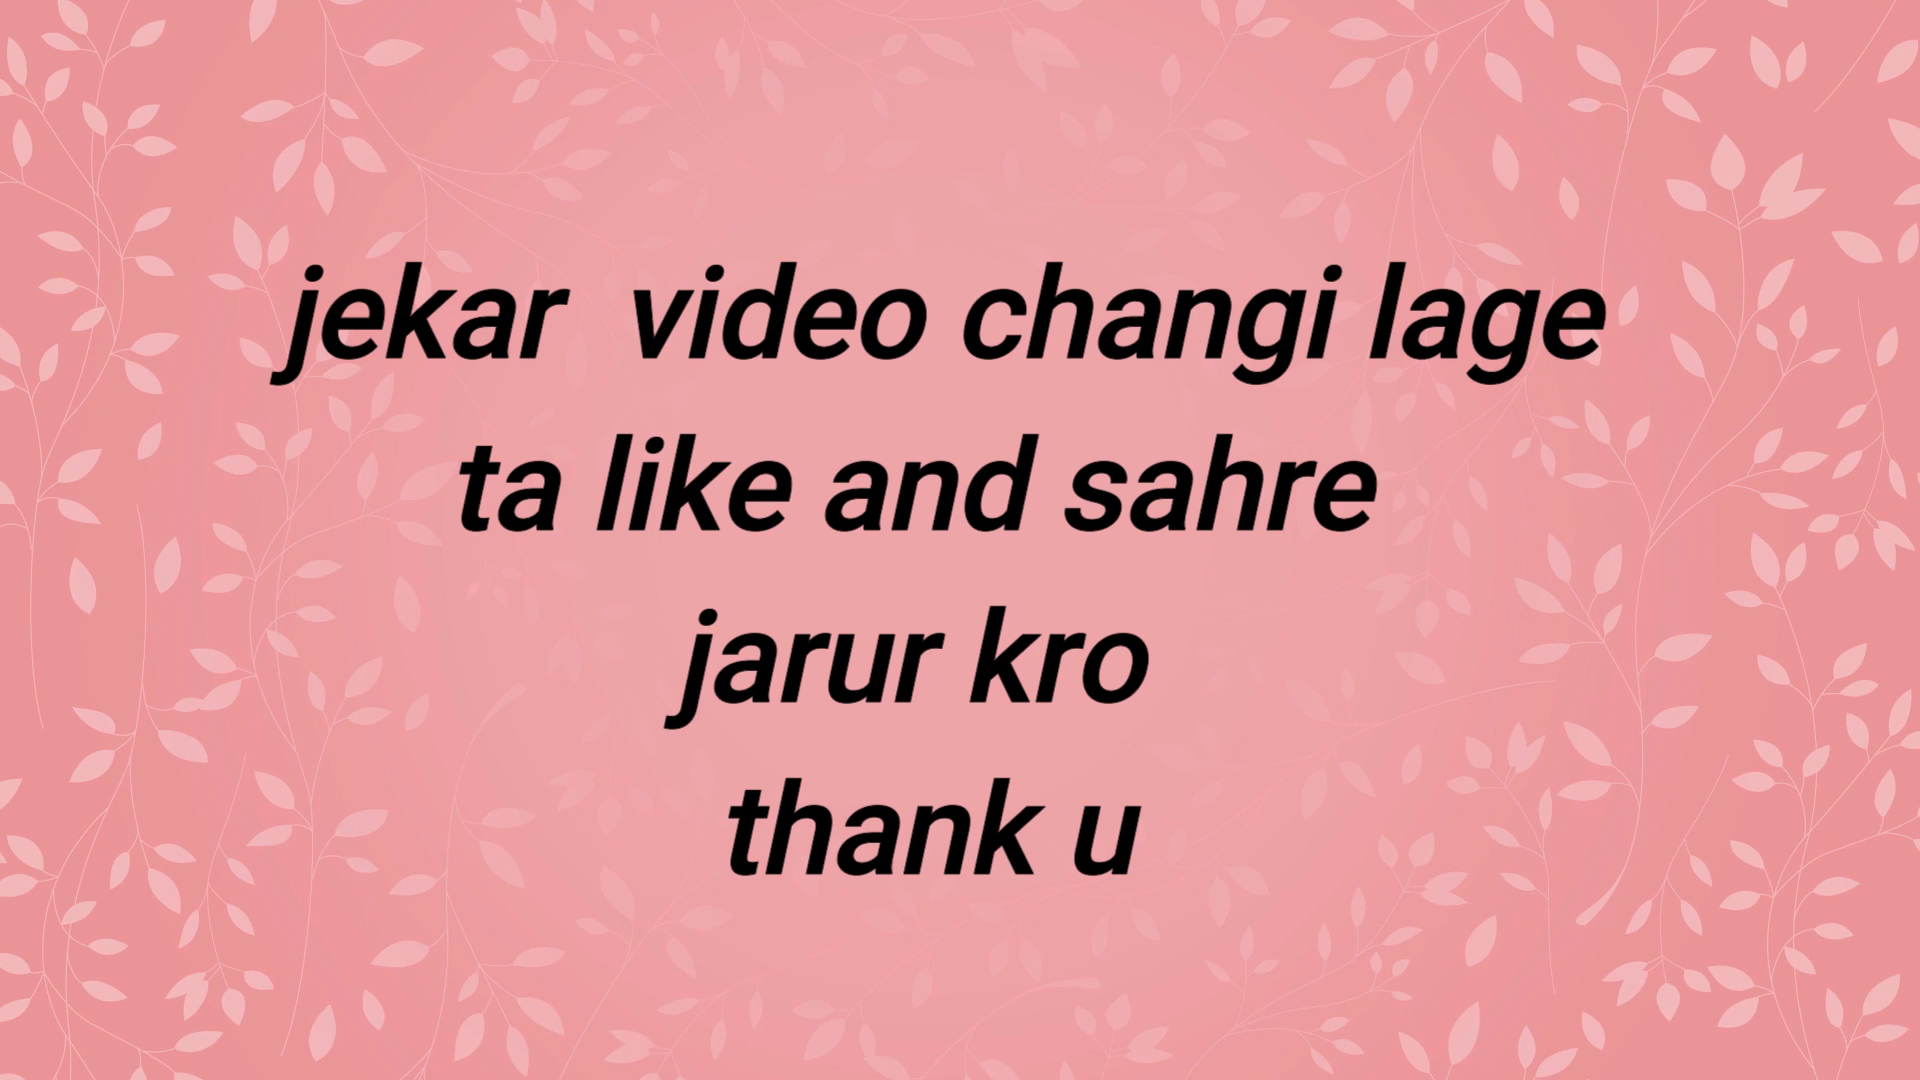 jekar  video changi lage
ta like and sahre
jarur kro
thank u